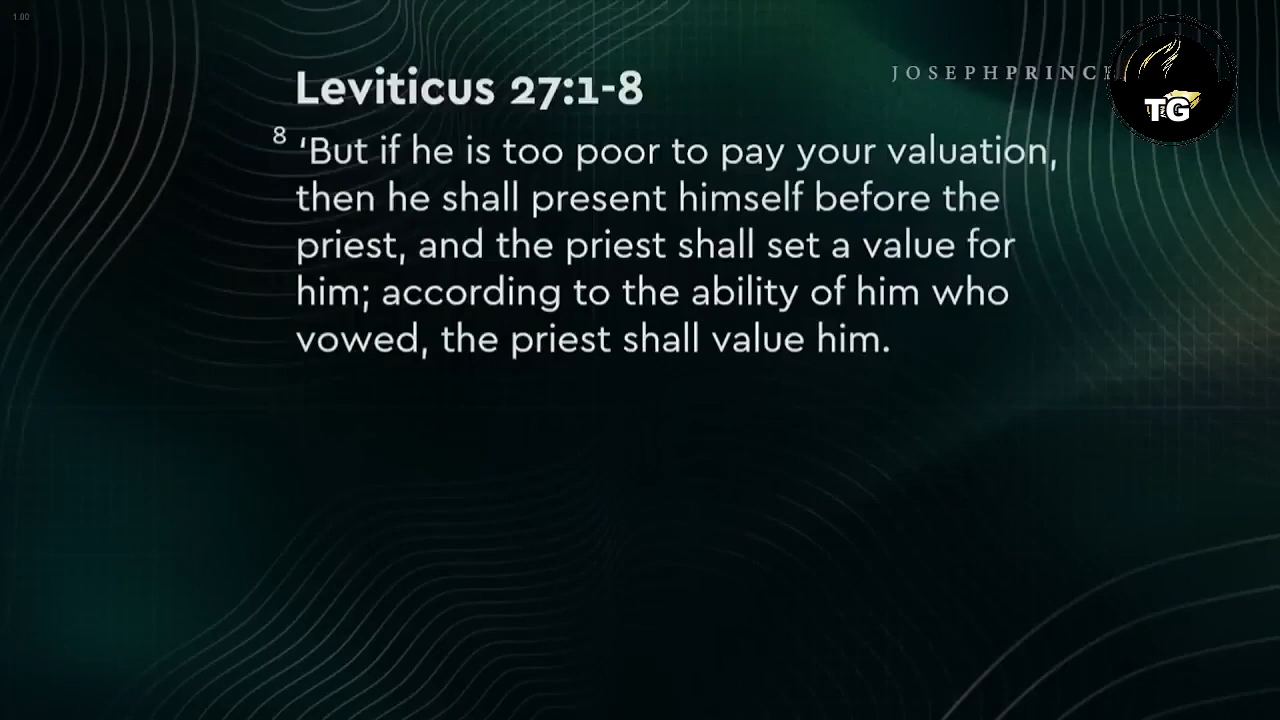 1.00
JOSEPHPRINC
TG
Leviticus 27:1-8
8 ‘But if he is too poor to pay your valuation,
then he shall present himself before the
priest, and the priest shall set a value for
him; according to the ability of him who
vowed, the priest shall value him.